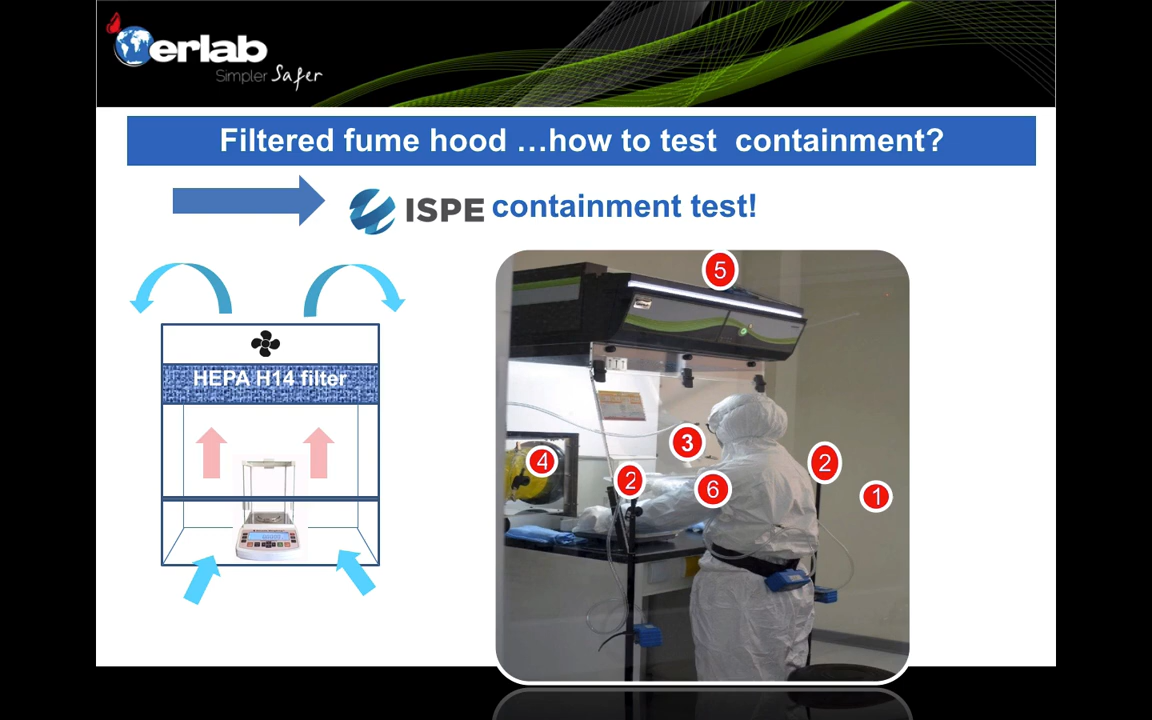 erlab
Simpler Safer
Filtered fume hood ...how to test containment?
ISPE containment test!
HEPA H14 filter
5
3
4
2
2
6
1